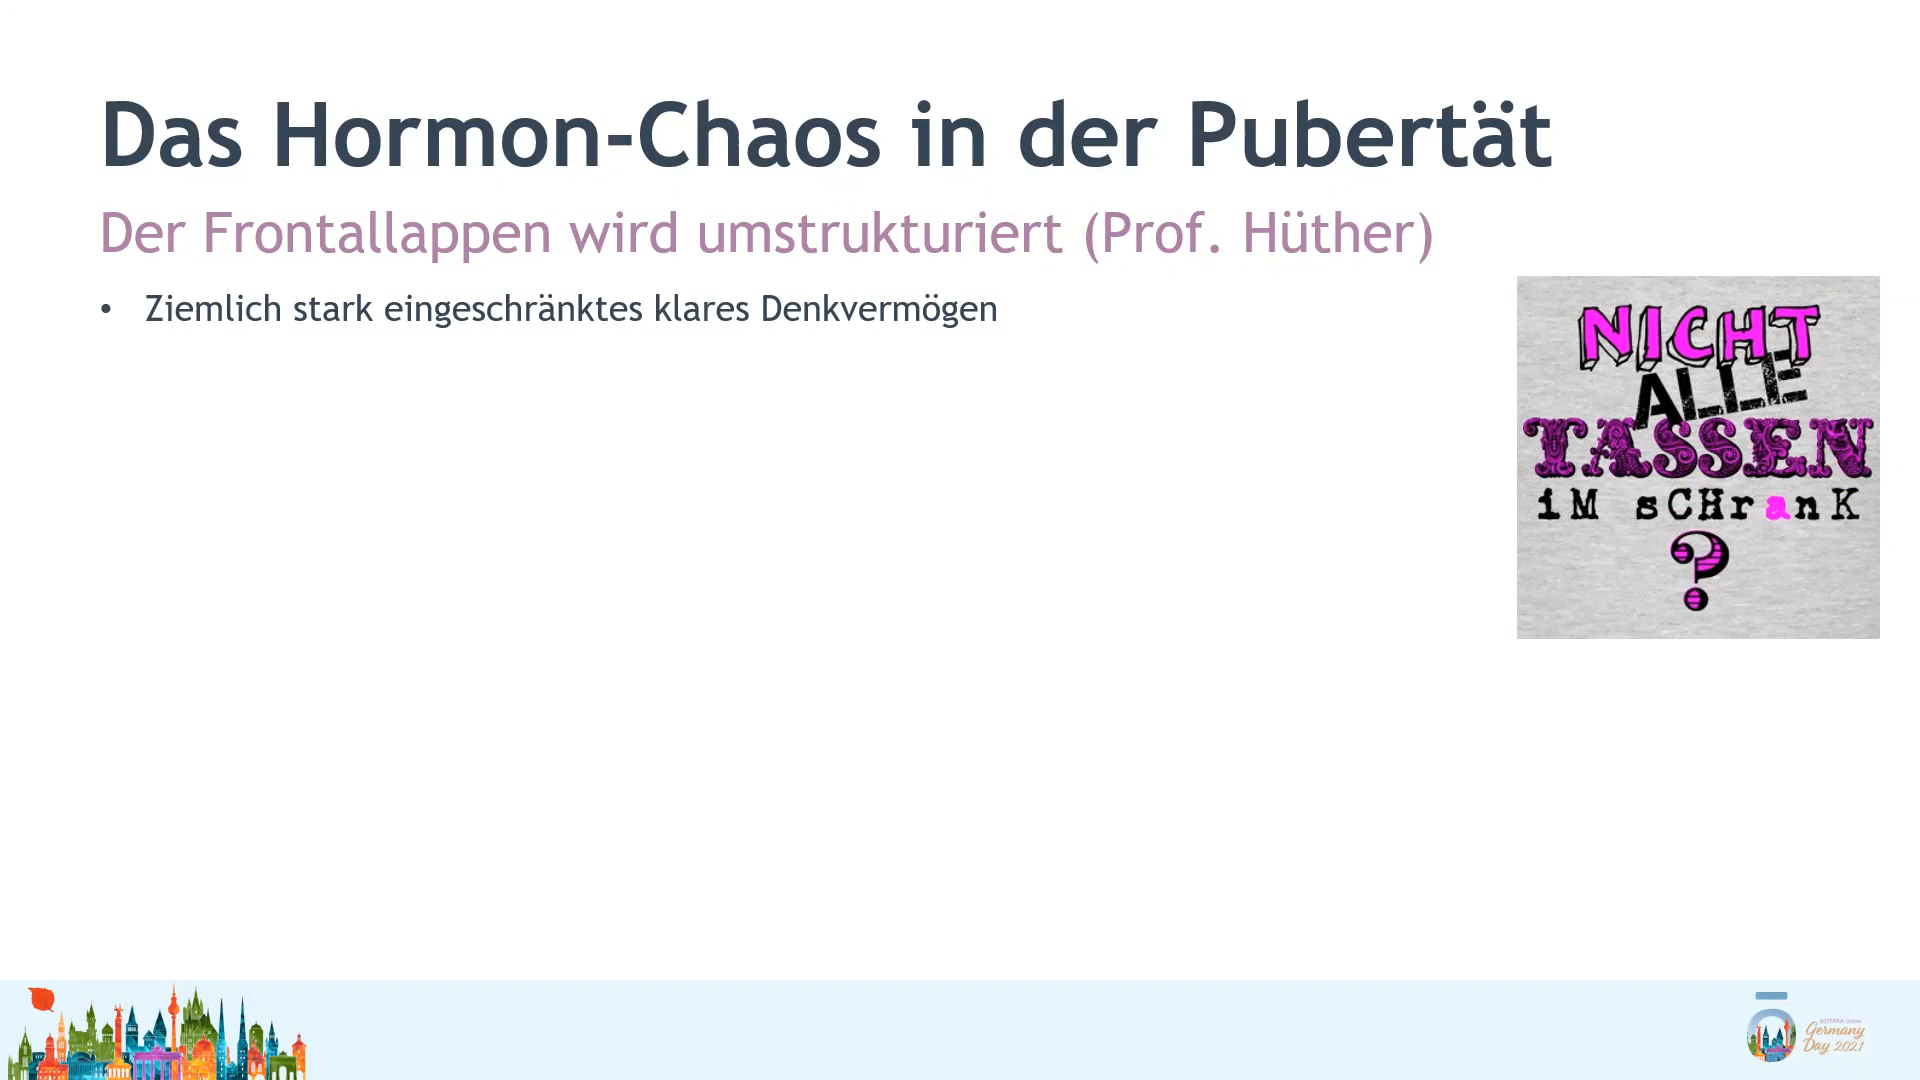 Das Hormon-Chaos in der Pubertät
Der Frontallappen wird umstrukturiert (Prof. Hüther)
• Ziemlich stark eingeschränktes klares Denkvermögen
NICHT
ALLE
TASSEN
iM sCHranK
?
Germany
Day 2021